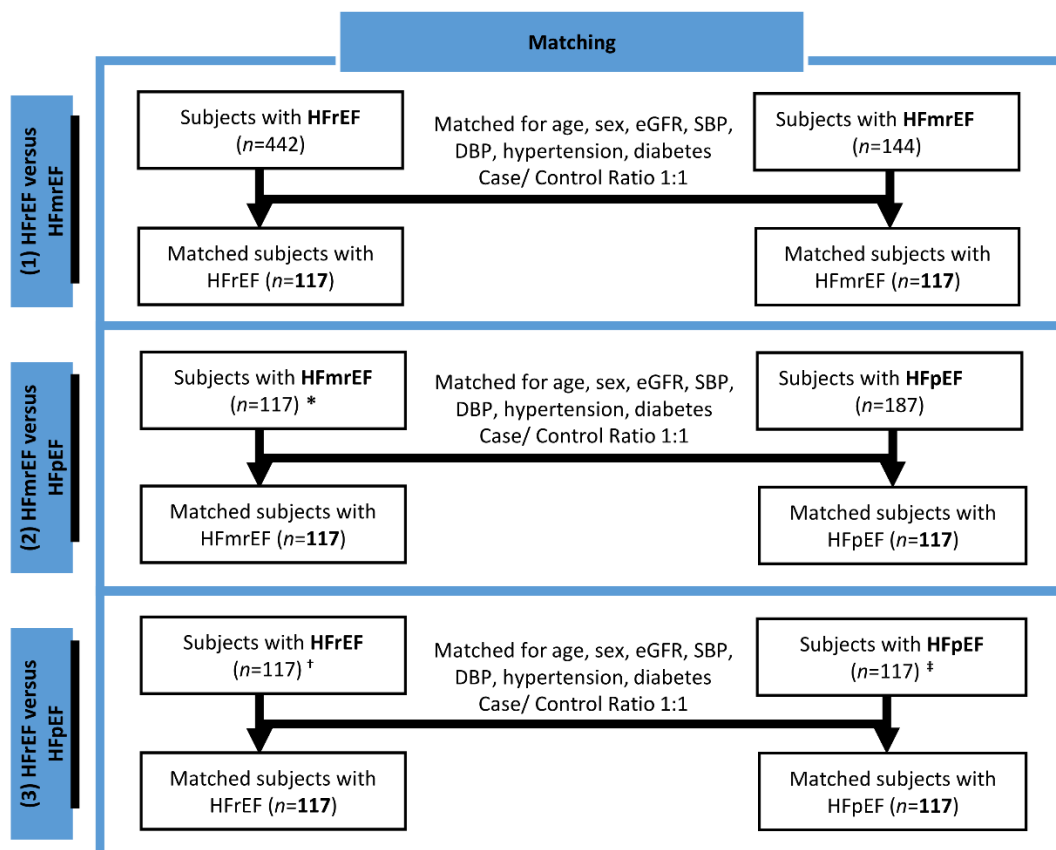 Matching
(1) HFrEF versus
HFmrEF
Subjects with HFrEF
(n=442)
Matched for age, sex, eGFR, SBP,
DBP, hypertension, diabetes
Case/ Control Ratio 1:1
Subjects with HFmrEF
(n=144)
Matched subjects with
HFrEF (n=117)
Matched subjects with
HFmrEF (n=117)
(2) HFmrEF versus
HFpEF
Subjects with HFmrEF
(n=117) *
Matched for age, sex, eGFR, SBP,
DBP, hypertension, diabetes
Case/ Control Ratio 1:1
Subjects with HFpEF
(n=187)
Matched subjects with
HFmrEF (n=117)
Matched subjects with
HFpEF (n=117)
(3) HFrEF versus
HFpEF
Subjects with HFrEF
(n=117) †
Matched for age, sex, eGFR, SBP,
DBP, hypertension, diabetes
Case/ Control Ratio 1:1
Subjects with HFpEF
(n=117) ‡
Matched subjects with
HFrEF (n=117)
Matched subjects with
HFpEF (n=117)